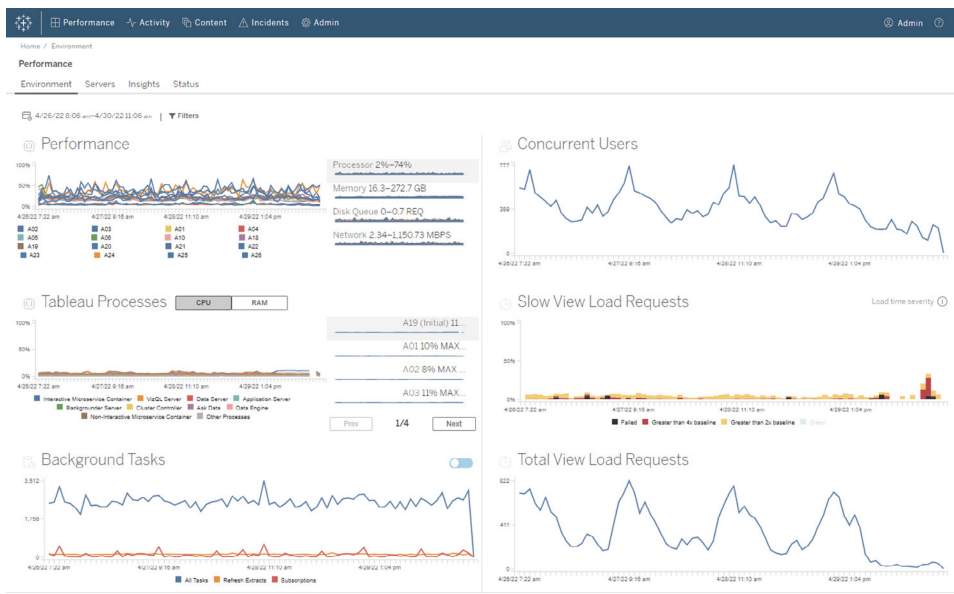 Performance Activity Content Incidents Admin Admin
Home / Environment
Performance
Environment Servers Insights Status
4/26/22 8:06 am–4/30/22 11:06 am | Filters
Performance
100%
50%
0%
4/26/22 7:22 am 4/27/22 9:16 am 4/28/22 11:10 am 4/29/22 1:04 pm
A02 A03 A01 A04
A05 A06 A10 A18
A19 A20 A21 A22
A23 A24 A25 A26
Processor 2%–74%
Memory 16.3–272.7 GB
Disk Queue 0–0.7 REQ
Network 2.34–1,150.73 MBPS
Concurrent Users
777
389
0
4/26/22 7:22 am 4/27/22 9:16 am 4/28/22 11:10 am 4/29/22 1:04 pm
Tableau Processes CPU RAM
100%
50%
0%
4/26/22 7:22 am 4/27/22 9:16 am 4/28/22 11:10 am 4/29/22 1:04 pm
Interactive Microservice Container VizQL Server Data Server Application Server
Backgrounder Server Cluster Controller Ask Data Data Engine
Non-Interactive Microservice Container Other Processes
A19 (Initial) 11...
A01 10% MAX...
A02 8% MAX...
A03 11% MAX...
Prev 1/4 Next
Slow View Load Requests Load time severity
100%
50%
0%
4/26/22 7:22 am 4/27/22 9:16 am 4/28/22 11:10 am 4/29/22 1:04 pm
Failed Greater than 4x baseline Greater than 2x baseline
Background Tasks
3,512
1,756
0
4/26/22 7:22 am 4/27/22 9:16 am 4/28/22 11:10 am 4/29/22 1:04 pm
All Tasks Refresh Extracts Subscriptions
Total View Load Requests
822
411
0
4/26/22 7:22 am 4/27/22 9:16 am 4/28/22 11:10 am 4/29/22 1:04 pm